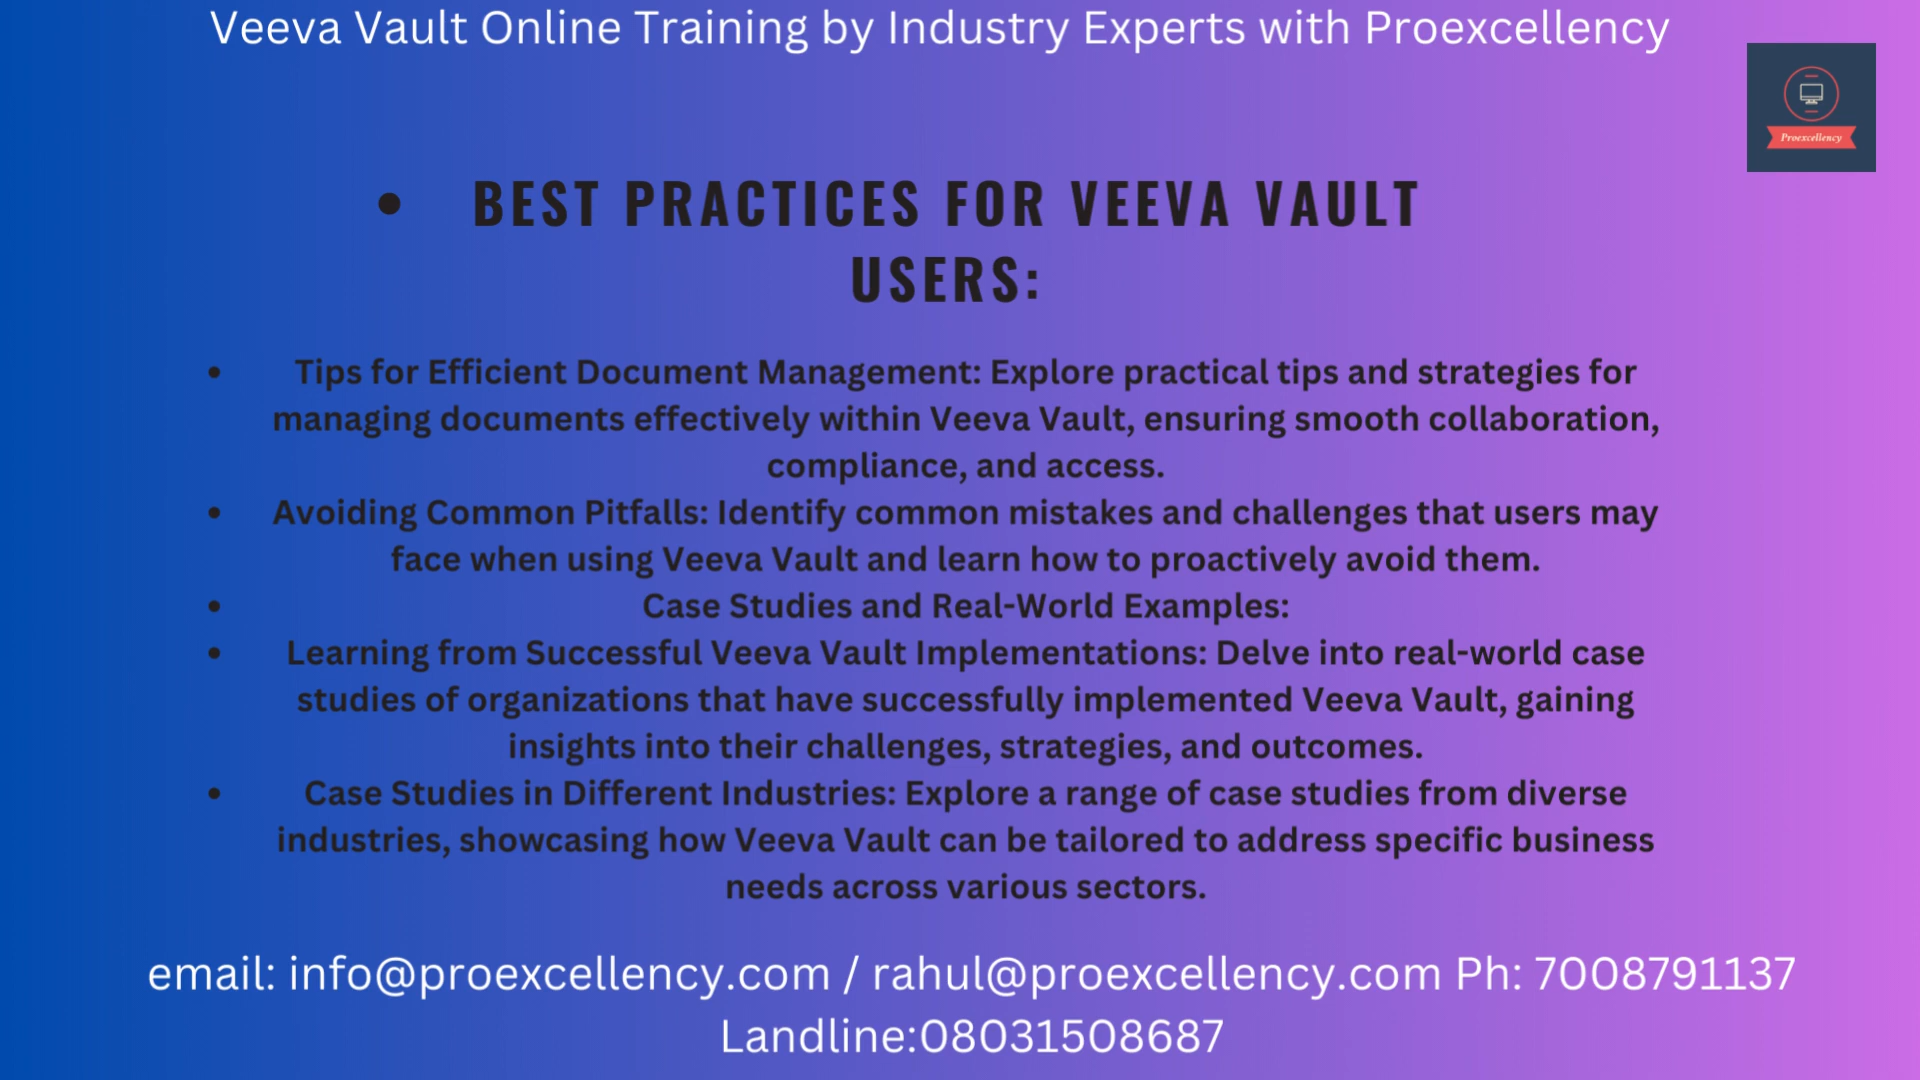 Veeva Vault Online Training by Industry Experts with Proexcellency
Proexcellency
• BEST PRACTICES FOR VEEVA VAULT
USERS:
• Tips for Efficient Document Management: Explore practical tips and strategies for
managing documents effectively within Veeva Vault, ensuring smooth collaboration,
compliance, and access.
• Avoiding Common Pitfalls: Identify common mistakes and challenges that users may
face when using Veeva Vault and learn how to proactively avoid them.
• Case Studies and Real-World Examples:
• Learning from Successful Veeva Vault Implementations: Delve into real-world case
studies of organizations that have successfully implemented Veeva Vault, gaining
insights into their challenges, strategies, and outcomes.
• Case Studies in Different Industries: Explore a range of case studies from diverse
industries, showcasing how Veeva Vault can be tailored to address specific business
needs across various sectors.
email: info@proexcellency.com / rahul@proexcellency.com Ph: 7008791137
Landline:08031508687